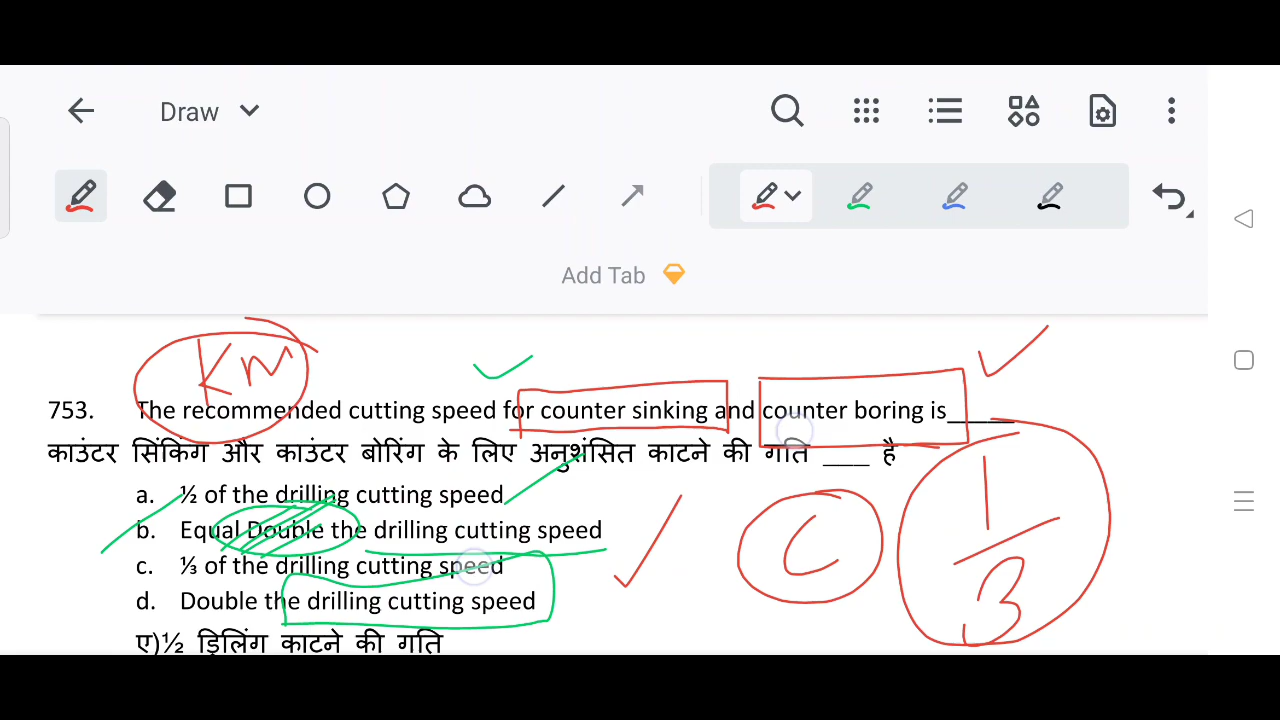 Draw
Add Tab
Km
753. The recommended cutting speed for counter sinking and counter boring is_____
काउंटर सिंकिंग और काउंटर बोरिंग के लिए अनुशंसित काटने की गति ___ है
a. ½ of the drilling cutting speed
b. Equal Double the drilling cutting speed
c. ⅓ of the drilling cutting speed
d. Double the drilling cutting speed
C
1/3
ए)½ ड्रिलिंग काटने की गति